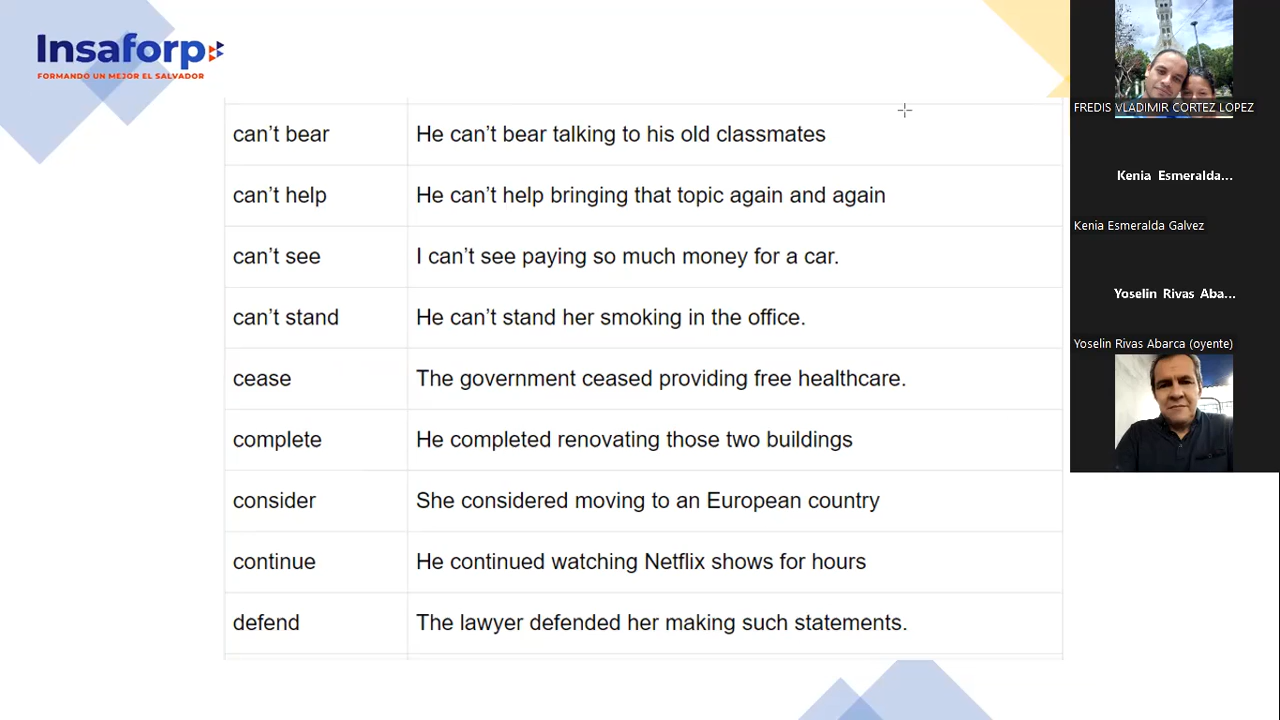 Insaforp
FORMANDO UN MEJOR EL SALVADOR
can't bear He can't bear talking to his old classmates
can't help He can't help bringing that topic again and again
can't see I can't see paying so much money for a car.
can't stand He can't stand her smoking in the office.
cease The government ceased providing free healthcare.
complete He completed renovating those two buildings
consider She considered moving to an European country
continue He continued watching Netflix shows for hours
defend The lawyer defended her making such statements.
FREDIS VLADIMIR CORTEZ LOPEZ
Kenia Esmeralda...
Kenia Esmeralda Galvez
Yoselin Rivas Aba...
Yoselin Rivas Abarca (oyente)